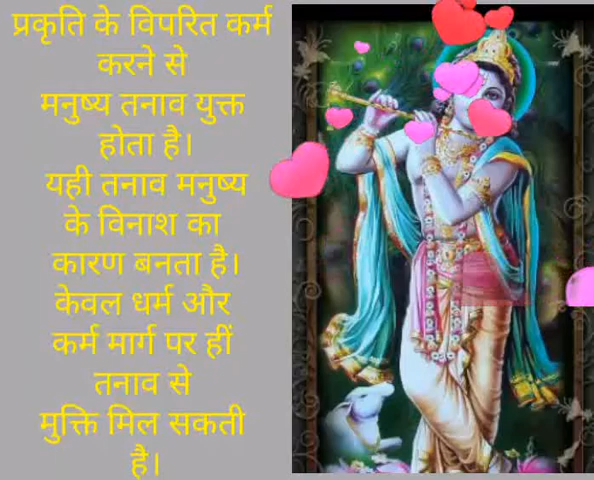 प्रकृति के विपरित कर्म
करने से
मनुष्य तनाव युक्त
होता है।
यही तनाव मनुष्य
के विनाश का
कारण बनता है।
केवल धर्म और
कर्म मार्ग पर हीं
तनाव से
मुक्ति मिल सकती
है।